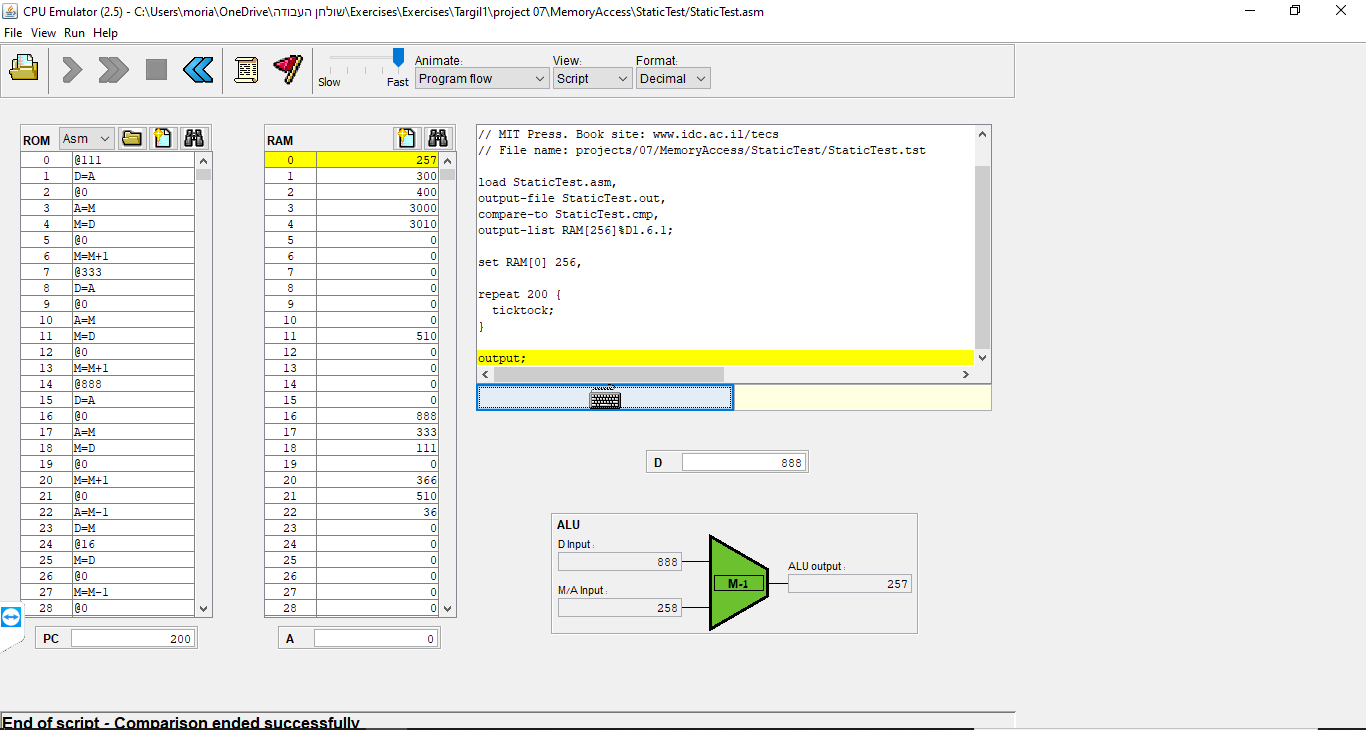 CPU Emulator (2.5) - C:\Users\moria\OneDrive\שולחן העבודה\Exercises\Exercises\Targil1\project 07\MemoryAccess\StaticTest/StaticTest.asm
File View Run Help
Animate: View: Format:
Slow Fast Program flow Script Decimal
ROM Asm
0 @111
1 D=A
2 @0
3 A=M
4 M=D
5 @0
6 M=M+1
7 @333
8 D=A
9 @0
10 A=M
11 M=D
12 @0
13 M=M+1
14 @888
15 D=A
16 @0
17 A=M
18 M=D
19 @0
20 M=M+1
21 @0
22 A=M-1
23 D=M
24 @16
25 M=D
26 @0
27 M=M-1
28 @0
PC 200
RAM
0 257
1 300
2 400
3 3000
4 3010
5 0
6 0
7 0
8 0
9 0
10 0
11 510
12 0
13 0
14 0
15 0
16 888
17 333
18 111
19 0
20 366
21 510
22 36
23 0
24 0
25 0
26 0
27 0
28 0
A 0
// MIT Press. Book site: www.idc.ac.il/tecs
// File name: projects/07/MemoryAccess/StaticTest/StaticTest.tst
load StaticTest.asm,
output-file StaticTest.out,
compare-to StaticTest.cmp,
output-list RAM[256]%D1.6.1;
set RAM[0] 256,
repeat 200 {
ticktock;
}
output;
D 888
ALU
D Input :
888
M/A Input :
258
M-1
ALU output :
257
End of script - Comparison ended successfully